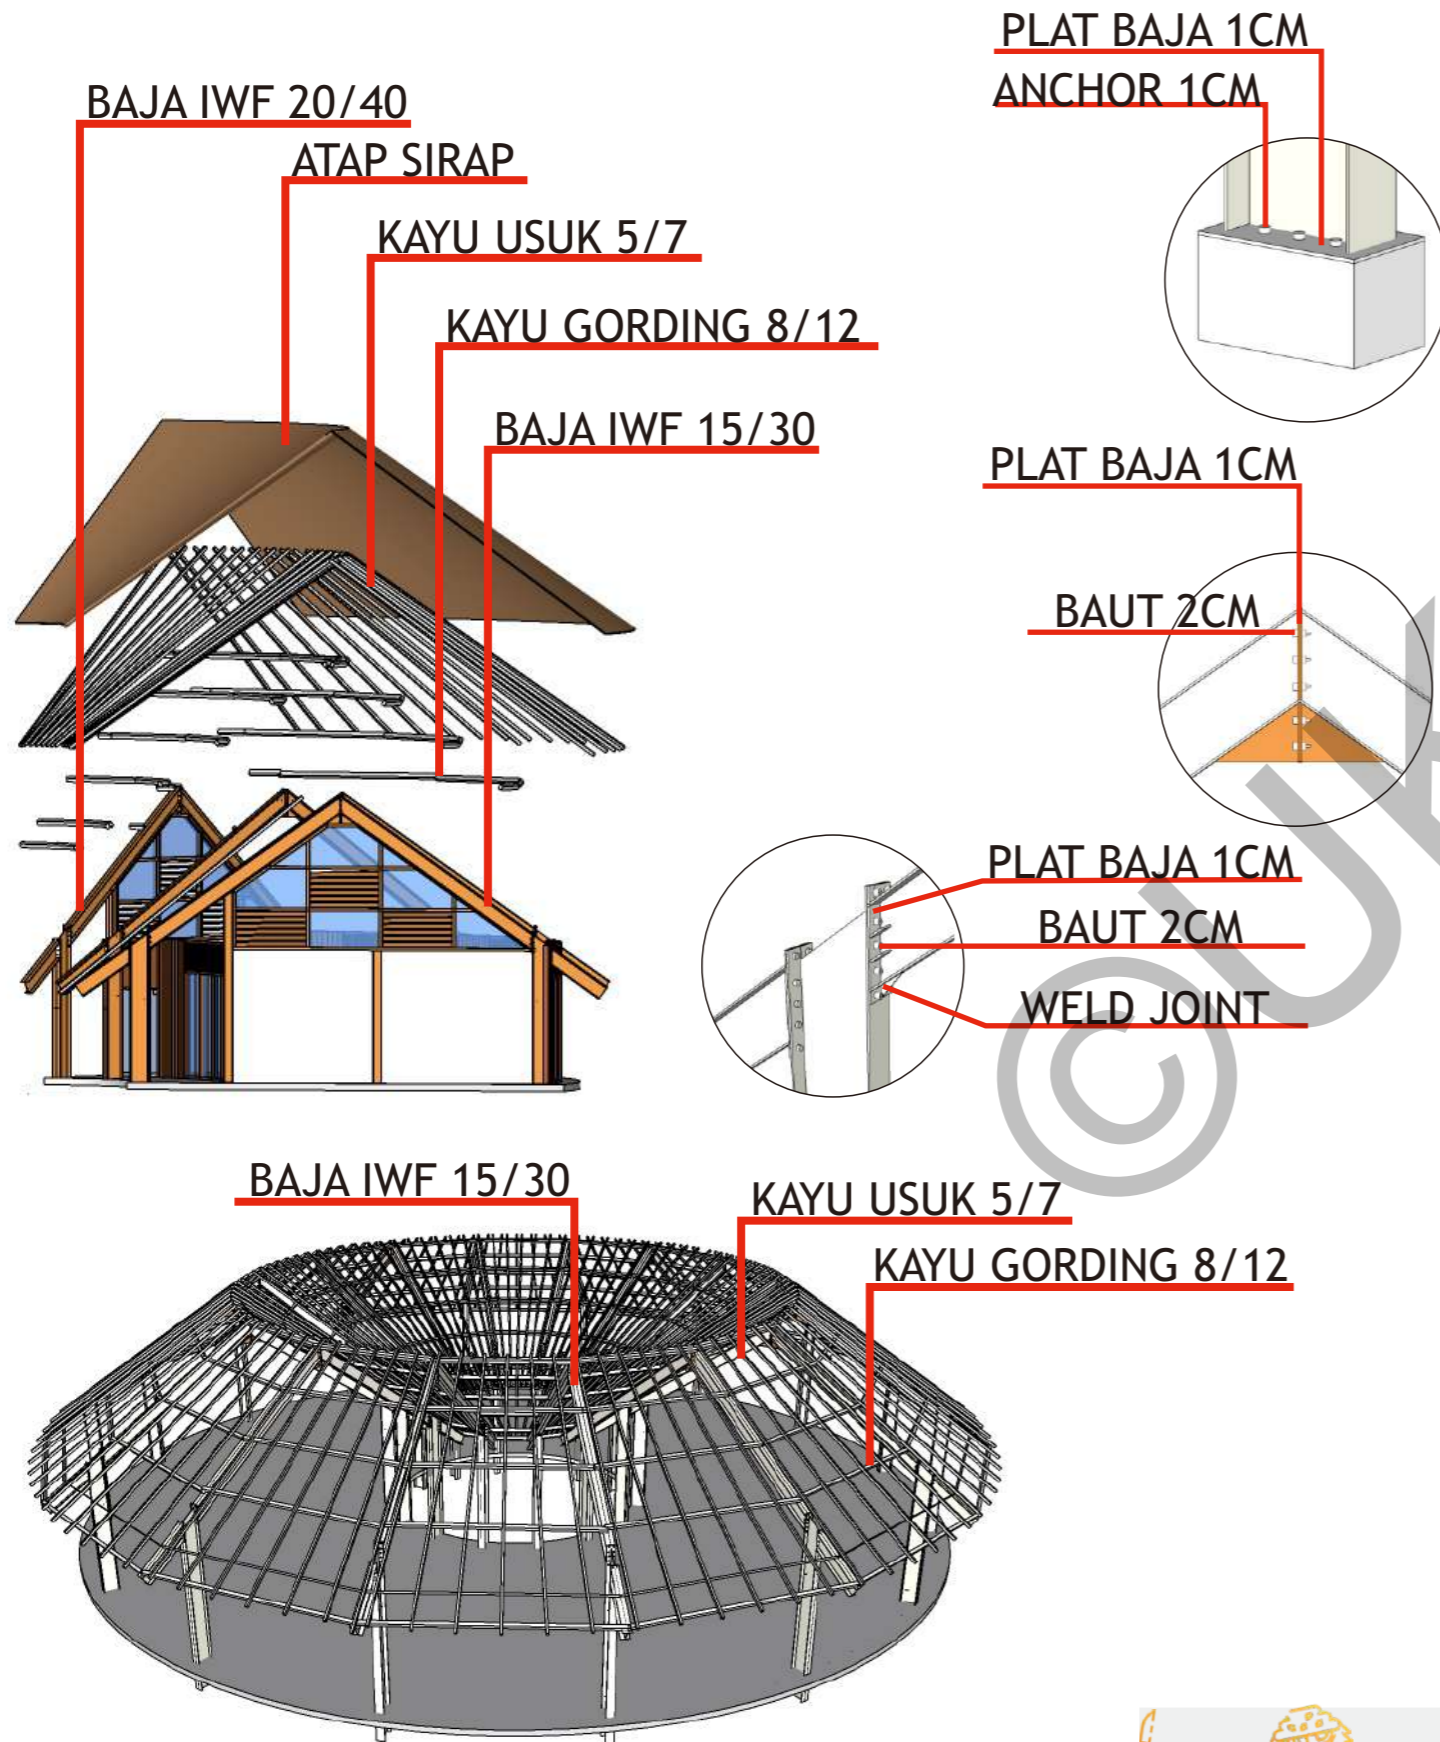 PLAT BAJA 1CM
ANCHOR 1CM
BAJA IWF 20/40
ATAP SIRAP
KAYU USUK 5/7
KAYU GORDING 8/12
BAJA IWF 15/30
PLAT BAJA 1CM
BAUT 2CM
PLAT BAJA 1CM
BAUT 2CM
WELD JOINT
BAJA IWF 15/30
KAYU USUK 5/7
KAYU GORDING 8/12
©UK